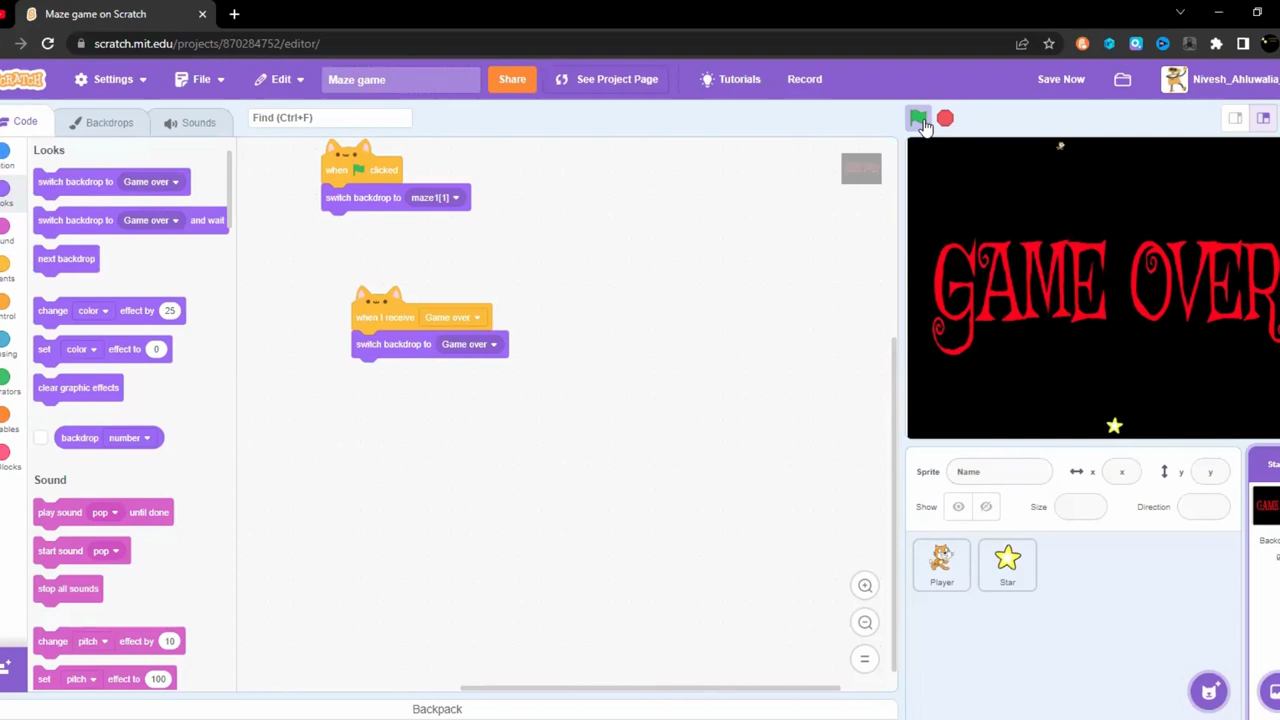 Maze game on Scratch
scratch.mit.edu/projects/870284752/editor/
Settings File Edit Maze game Share See Project Page Tutorials Record Save Now Nivesh_Ahluwalia
Code Backdrops Sounds Find (Ctrl+F)
Looks
switch backdrop to Game over
switch backdrop to Game over and wait
next backdrop
change color effect by 25
set color effect to 0
clear graphic effects
backdrop number
Sound
play sound pop until done
start sound pop
stop all sounds
change pitch effect by 10
set pitch effect to 100
when clicked
switch backdrop to maze1[1]
when I receive Game over
switch backdrop to Game over
GAME OVER
Sprite Name x x y y
Show Size Direction
Player Star
Backpack